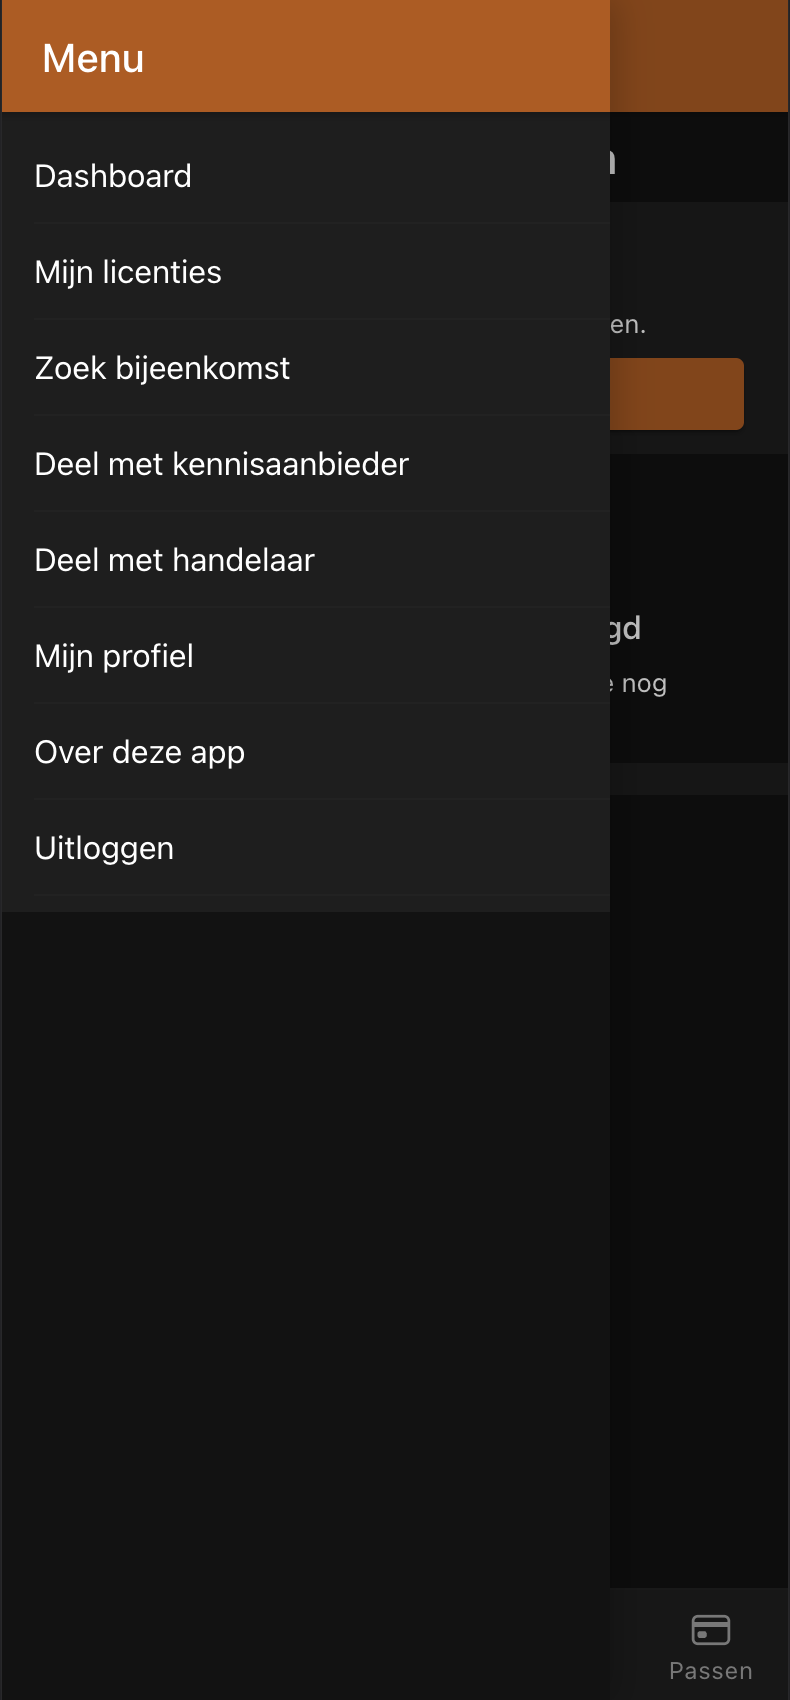 Menu
Dashboard
Mijn licenties
Zoek bijeenkomst
en.
Deel met kennisaanbieder
Deel met handelaar
gd
Mijn profiel
nog
Over deze app
Uitloggen
Passen